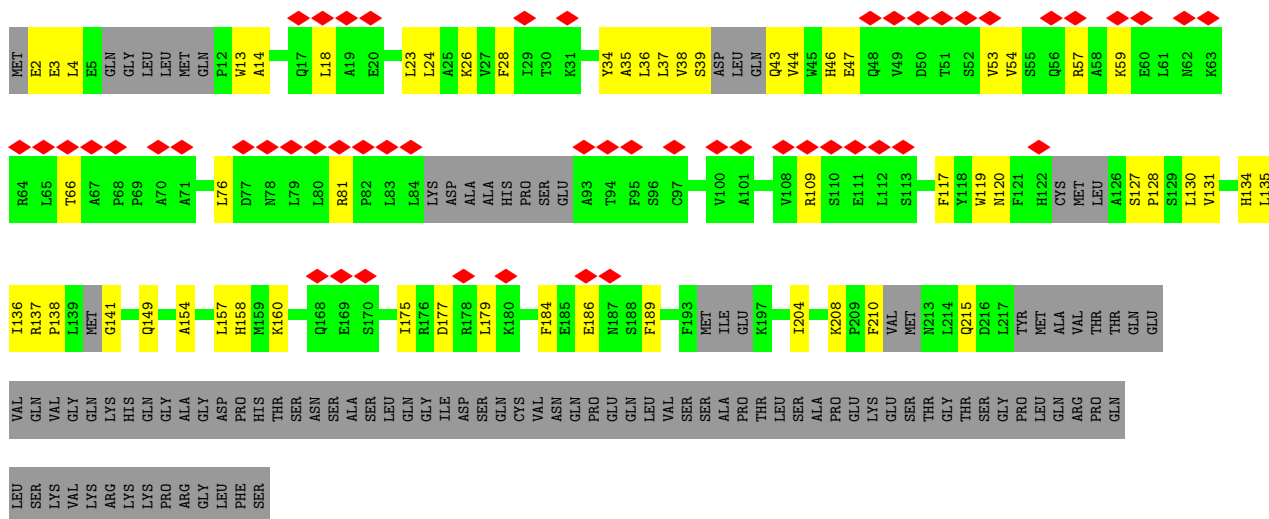 MET E2 E3 L4 E5 GLN GLY LEU LEU MET GLN P12 W13 A14 Q17 L18 A19 E20 L23 L24 A25 K26 V27 F28 I29 T30 K31 Y34 A35 L36 L37 V38 S39 ASP LEU GLN Q43 V44 W45 H46 E47 Q48 V49 D50 T51 S52 V53 V54 S55 Q56 R57 A58 K59 E60 L61 N62 K63
R64 L65 T66 A67 P68 P69 A70 A71 L76 D77 N78 L79 L80 R81 P82 L83 L84 LYS ASP ALA ALA HIS PRO SER GLU A93 T94 F95 S96 C97 V100 A101 V108 R109 S110 E111 L112 S113 F117 Y118 W119 N120 F121 H122 CYS MET LEU A126 S127 P128 S129 L130 V131 H134 L135
I136 R137 P138 L139 MET G141 Q149 A154 L157 H158 M159 K160 Q168 E169 S170 I175 R176 D177 R178 L179 K180 F184 E185 E186 N187 S188 F189 F193 MET ILE GLU K197 I204 K208 P209 F210 VAL MET N213 L214 Q215 D216 L217 TYR MET ALA VAL THR THR GLN GLU
VAL GLN VAL GLY GLN LYS HIS GLN GLY ALA GLY ASP PRO HIS THR SER ASN SER ALA SER LEU GLN GLY ILE ASP SER GLN CYS VAL ASN GLN PRO GLU GLN LEU VAL SER SER ALA PRO THR LEU SER ALA PRO GLU LYS GLU SER THR GLY THR SER GLY PRO LEU GLN ARG PRO GLN
LEU SER LYS VAL LYS ARG LYS LYS PRO ARG GLY LEU PHE SER